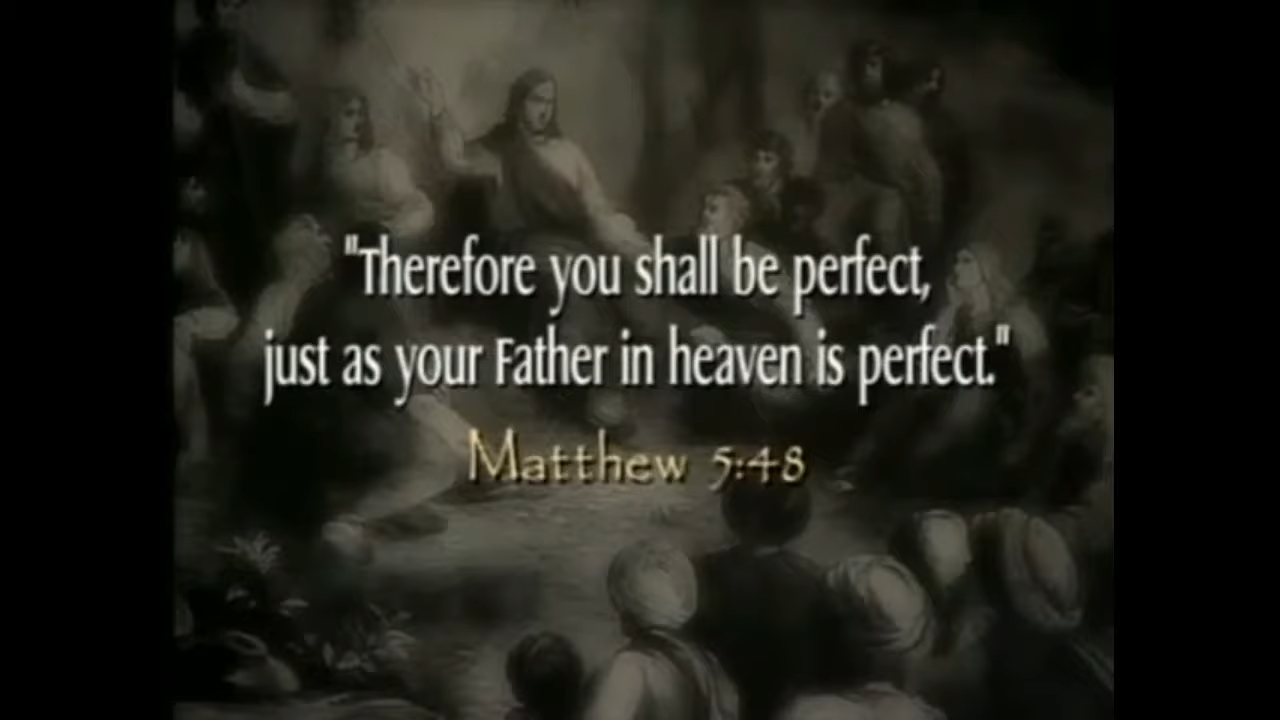 "Therefore you shall be perfect,
just as your Father in heaven is perfect."
Matthew 5:48